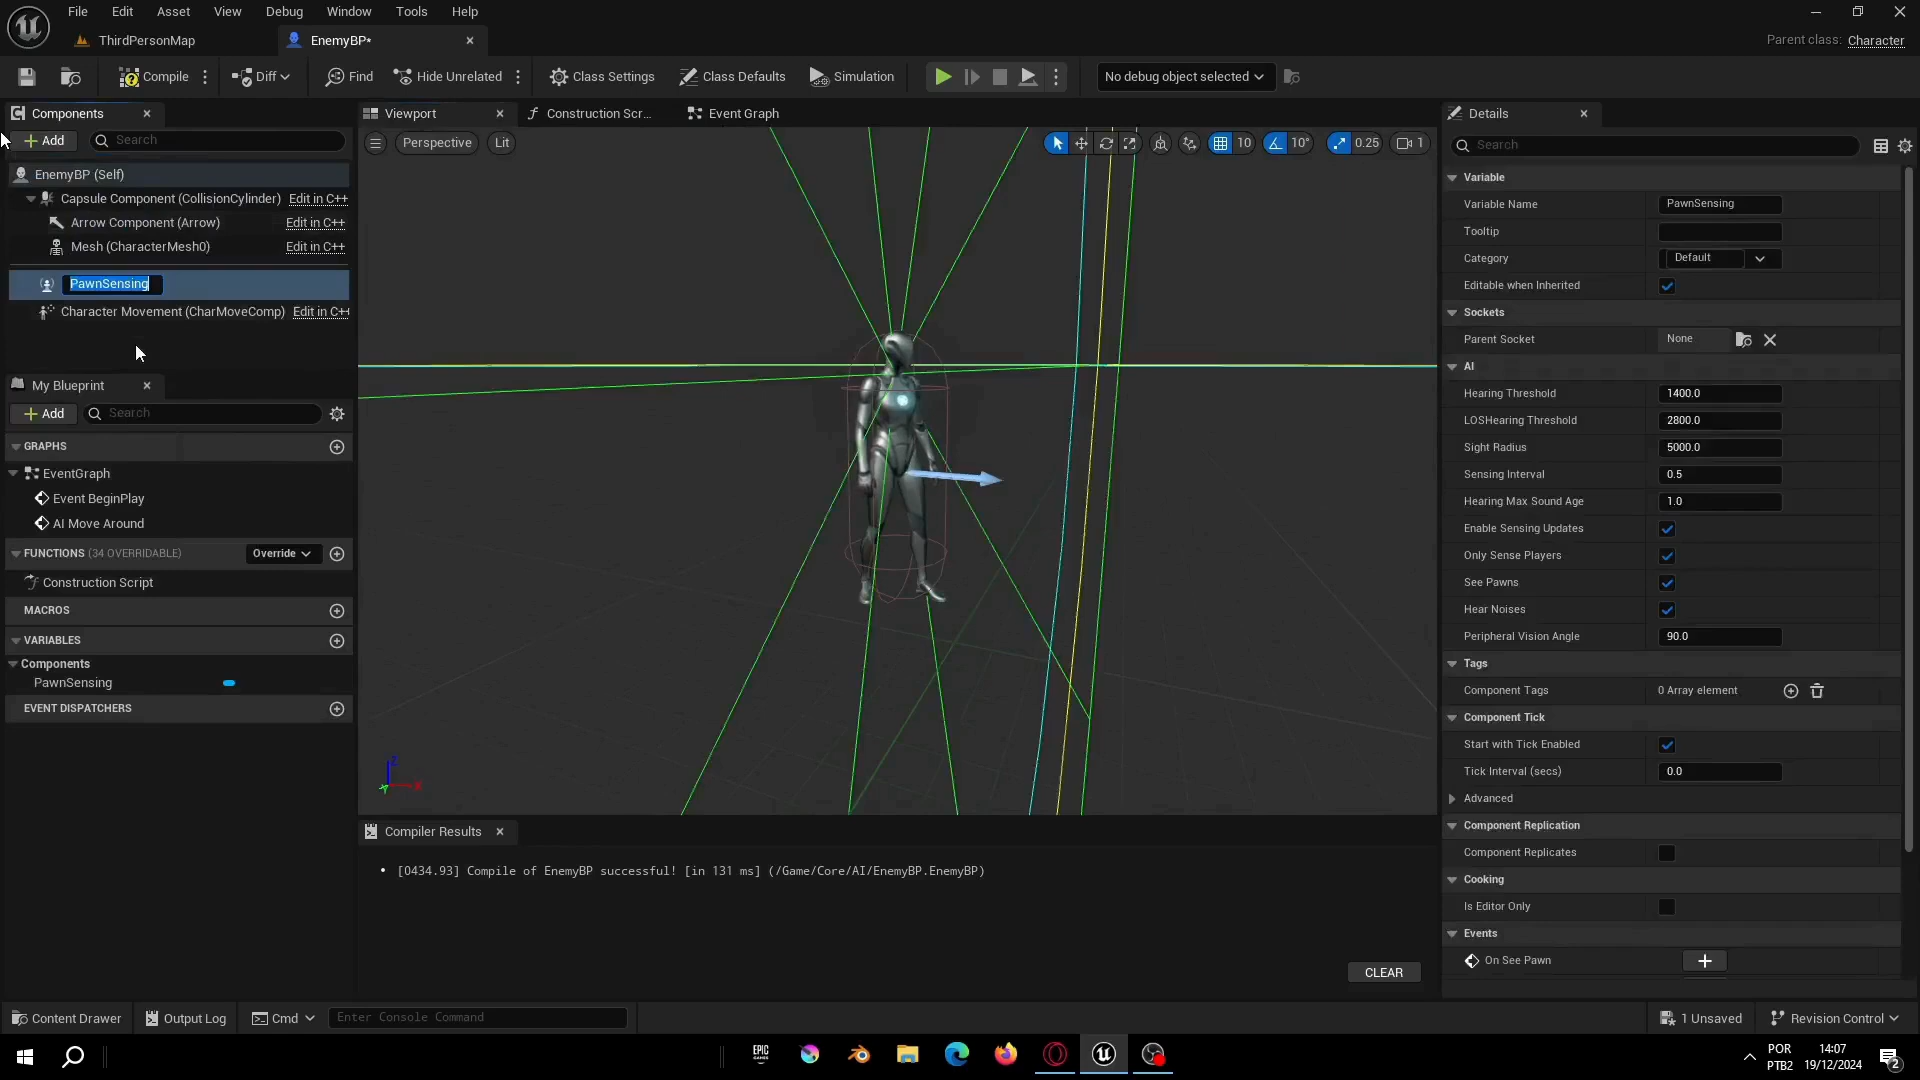 File Edit Asset View Debug Window Tools Help
ThirdPersonMap
EnemyBP*
Parent class: Character
Compile
Diff
Find
Hide Unrelated
Class Settings
Class Defaults
Simulation
No debug object selected
Components
Add
Search
EnemyBP (Self)
Capsule Component (CollisionCylinder) Edit in C++
Arrow Component (Arrow) Edit in C++
Mesh (CharacterMesh0) Edit in C++
PawnSensing
Character Movement (CharMoveComp) Edit in C++
My Blueprint
Add
Search
GRAPHS
EventGraph
Event BeginPlay
AI Move Around
FUNCTIONS (34 OVERRIDABLE) Override
Construction Script
MACROS
VARIABLES
Components
PawnSensing
EVENT DISPATCHERS
Viewport
Construction Scr...
Event Graph
Perspective
Lit
10
10°
0.25
1
Z
X
Compiler Results
• [0434.93] Compile of EnemyBP successful! [in 131 ms] (/Game/Core/AI/EnemyBP.EnemyBP)
CLEAR
Details
Search
Variable
Variable Name PawnSensing
Tooltip
Category Default
Editable when Inherited
Sockets
Parent Socket None
AI
Hearing Threshold 1400.0
LOSHearing Threshold 2800.0
Sight Radius 5000.0
Sensing Interval 0.5
Hearing Max Sound Age 1.0
Enable Sensing Updates
Only Sense Players
See Pawns
Hear Noises
Peripheral Vision Angle 90.0
Tags
Component Tags 0 Array element
Component Tick
Start with Tick Enabled
Tick Interval (secs) 0.0
Advanced
Component Replication
Component Replicates
Cooking
Is Editor Only
Events
On See Pawn
Content Drawer
Output Log
Cmd
Enter Console Command
1 Unsaved
Revision Control
EPIC
GAMES
POR
PTB2
14:07
19/12/2024
2